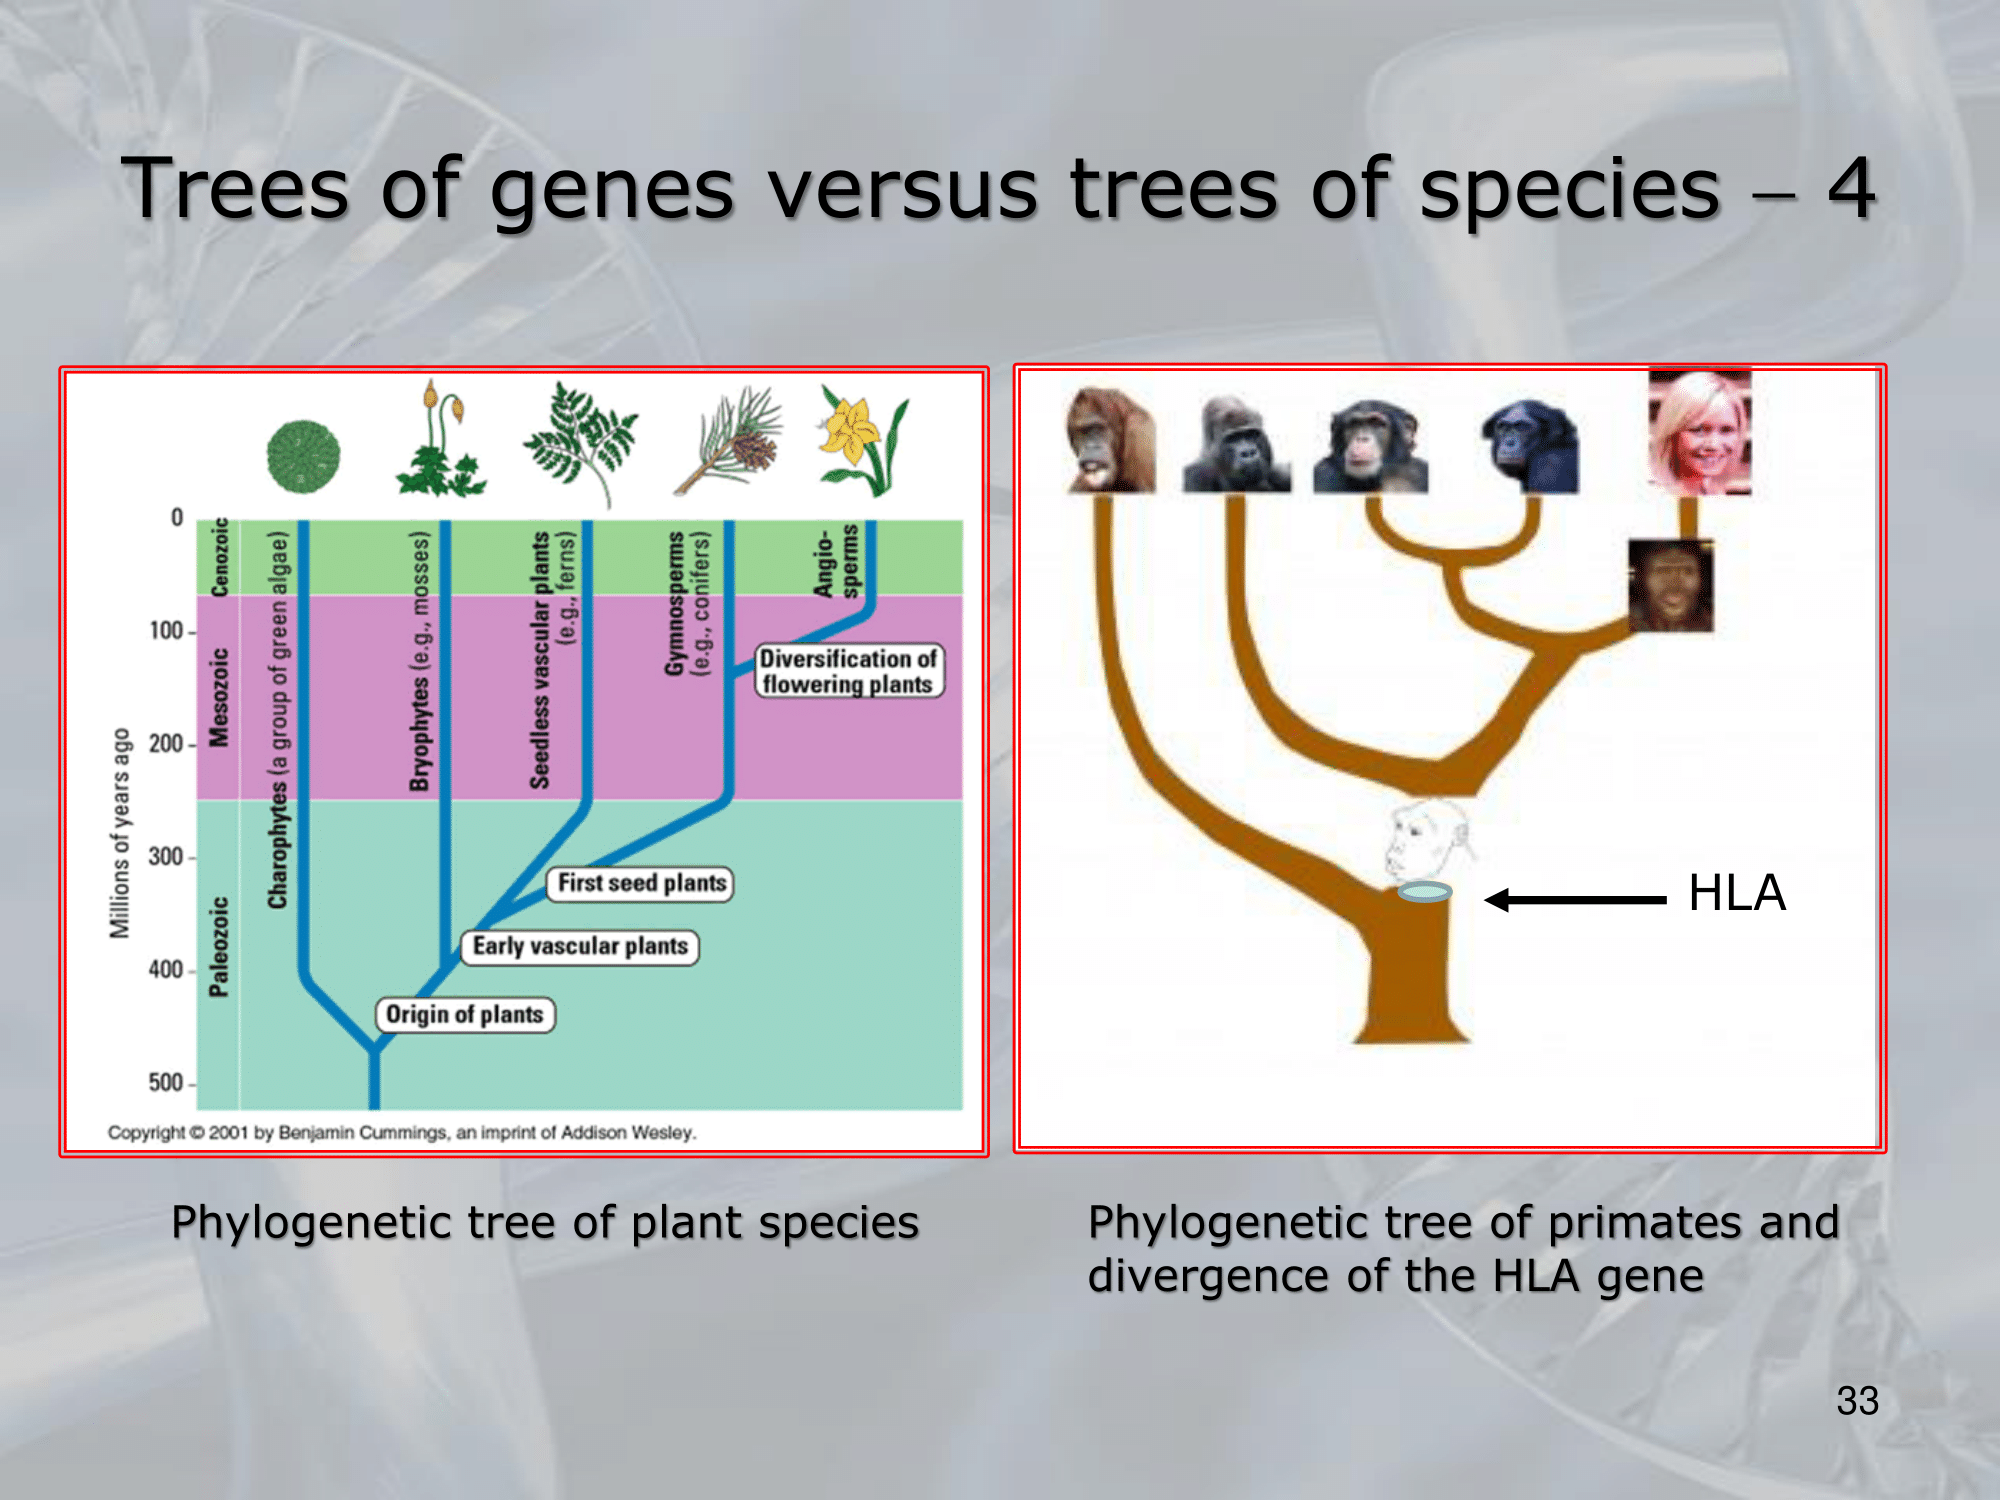 Trees of genes versus trees of species – 4
0
100
200
300
400
500
Millions of years ago
Cenozoic
Mesozoic
Paleozoic
Charophytes (a group of green algae)
Bryophytes (e.g., mosses)
Seedless vascular plants
(e.g., ferns)
Gymnosperms
(e.g., conifers)
Angio-
sperms
Diversification of
flowering plants
First seed plants
Early vascular plants
Origin of plants
Copyright © 2001 by Benjamin Cummings, an imprint of Addison Wesley.
HLA
Phylogenetic tree of plant species
Phylogenetic tree of primates and
divergence of the HLA gene
33